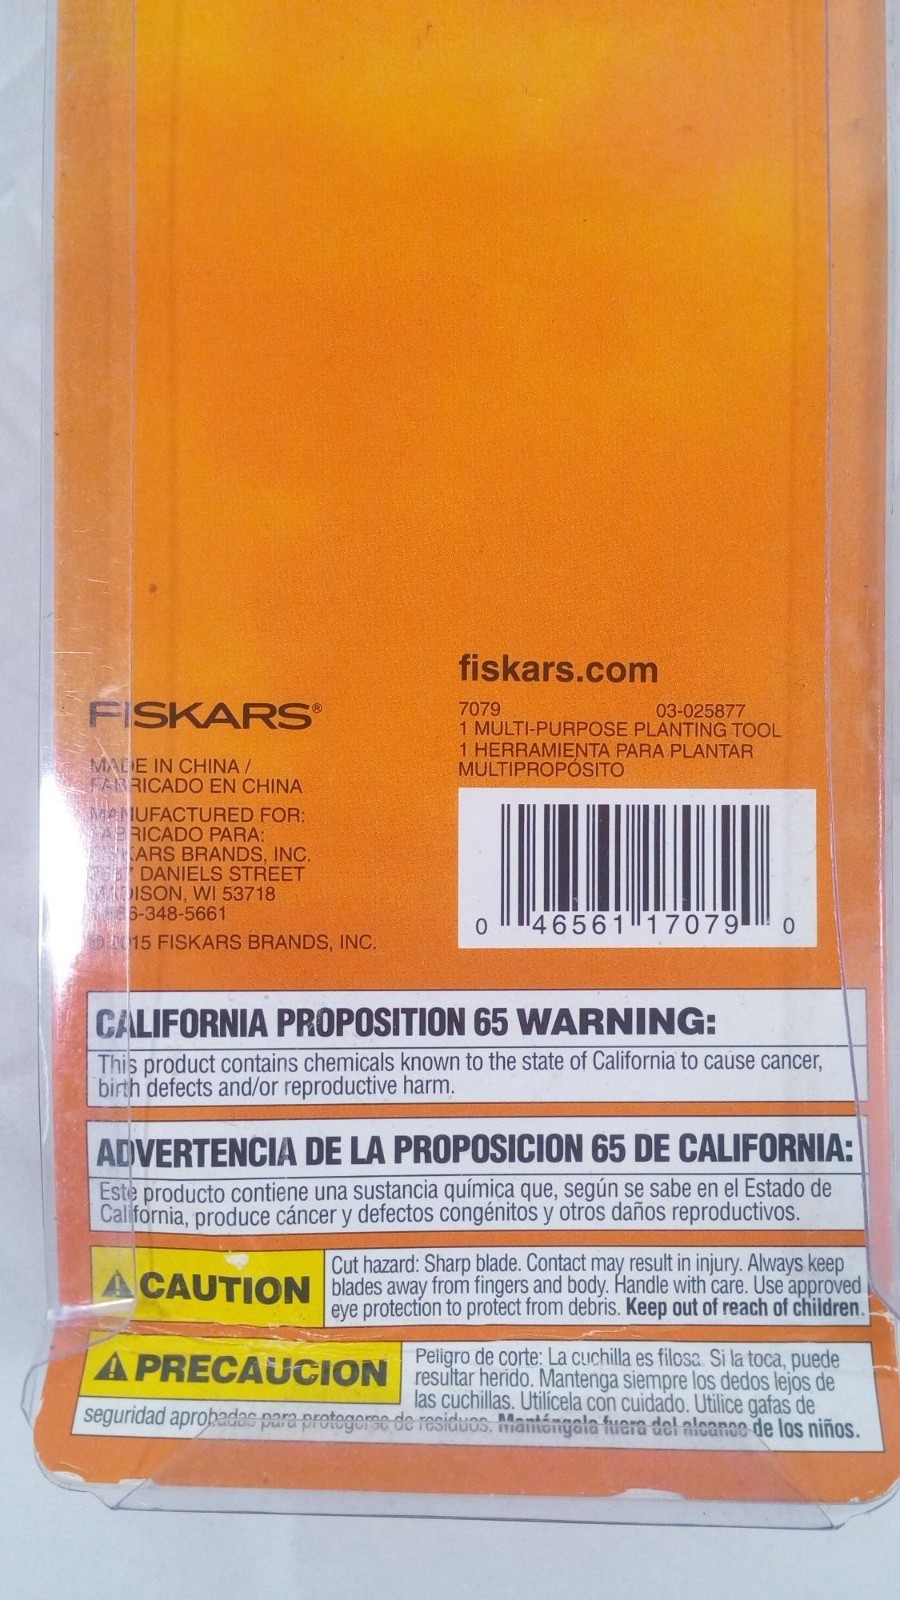 FISKARS®
MADE IN CHINA /
FABRICADO EN CHINA
MANUFACTURED FOR:
FABRICADO PARA:
FISKARS BRANDS, INC.
DANIELS STREET
MADISON, WI 53718
-348-5661
© 2015 FISKARS BRANDS, INC.
fiskars.com
7079 03-025877
1 MULTI-PURPOSE PLANTING TOOL
1 HERRAMIENTA PARA PLANTAR
MULTIPROPÓSITO
0 46561 17079 0
CALIFORNIA PROPOSITION 65 WARNING:
This product contains chemicals known to the state of California to cause cancer,
birth defects and/or reproductive harm.
ADVERTENCIA DE LA PROPOSICION 65 DE CALIFORNIA:
Este producto contiene una sustancia química que, según se sabe en el Estado de
California, produce cáncer y defectos congénitos y otros daños reproductivos.
CAUTION
Cut hazard: Sharp blade. Contact may result in injury. Always keep
blades away from fingers and body. Handle with care. Use approved
eye protection to protect from debris. Keep out of reach of children.
PRECAUCION
Peligro de corte: La cuchilla es filosa. Si la toca, puede
resultar herido. Mantenga siempre los dedos lejos de
las cuchillas. Utilícela con cuidado. Utilice gafas de
seguridad aprobadas para protegerse de residuos. Manténgala fuera del alcance de los niños.